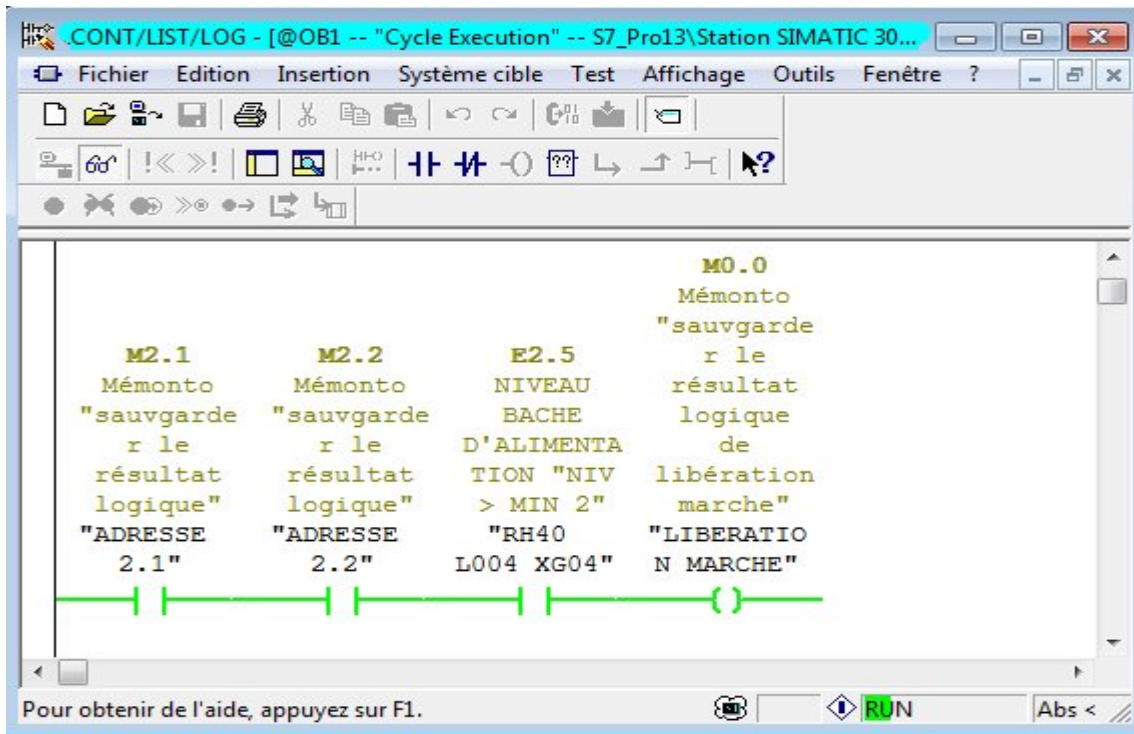 CONT/LIST/LOG - [@OB1 -- "Cycle Execution" -- S7_Pro13\Station SIMATIC 30...
Fichier Edition Insertion Système cible Test Affichage Outils Fenêtre ?
M2.1
Mémonto
"sauvgarde
r le
résultat
logique"
"ADRESSE
2.1"
M2.2
Mémonto
"sauvgarde
r le
résultat
logique"
"ADRESSE
2.2"
E2.5
NIVEAU
BACHE
D'ALIMENTA
TION "NIV
> MIN 2"
"RH40
L004 XG04"
M0.0
Mémonto
"sauvgarde
r le
résultat
logique
de
libération
marche"
"LIBERATIO
N MARCHE"
Pour obtenir de l'aide, appuyez sur F1.
RUN
Abs <